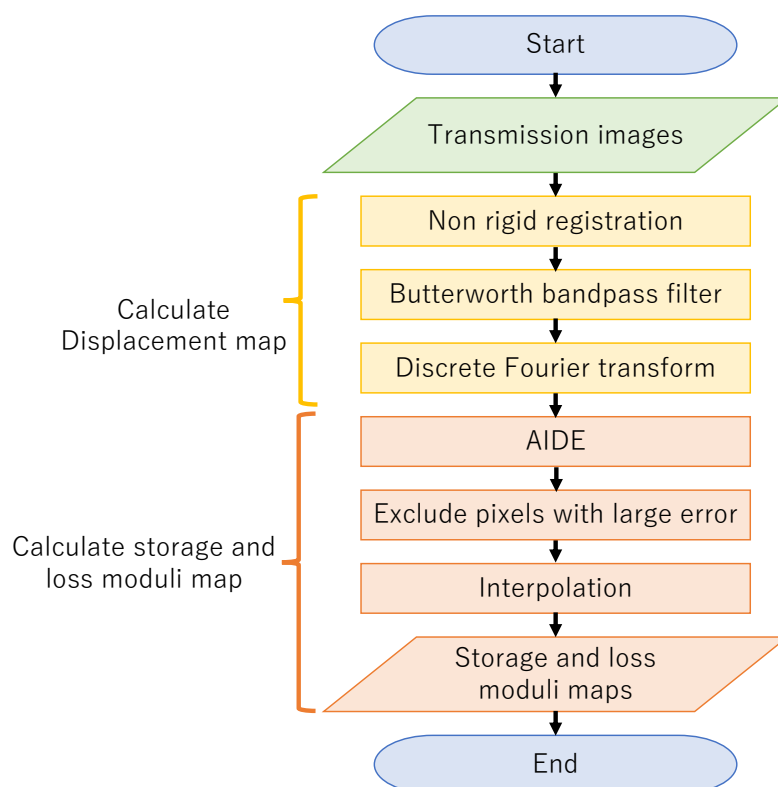 Start
Transmission images
Non rigid registration
Butterworth bandpass filter
Discrete Fourier transform
Calculate
Displacement map
AIDE
Exclude pixels with large error
Interpolation
Storage and loss
moduli maps
Calculate storage and
loss moduli map
End